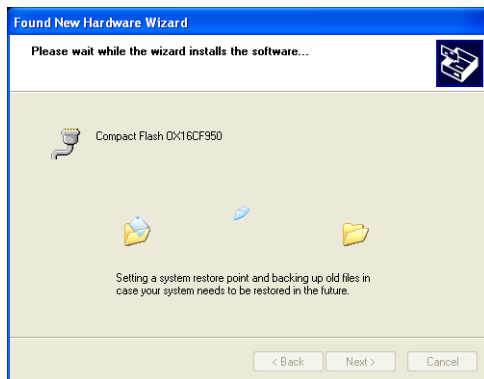 Found New Hardware Wizard
Please wait while the wizard installs the software...
Compact Flash OX16CF950
Setting a system restore point and backing up old files in
case your system needs to be restored in the future.
< Back Next > Cancel